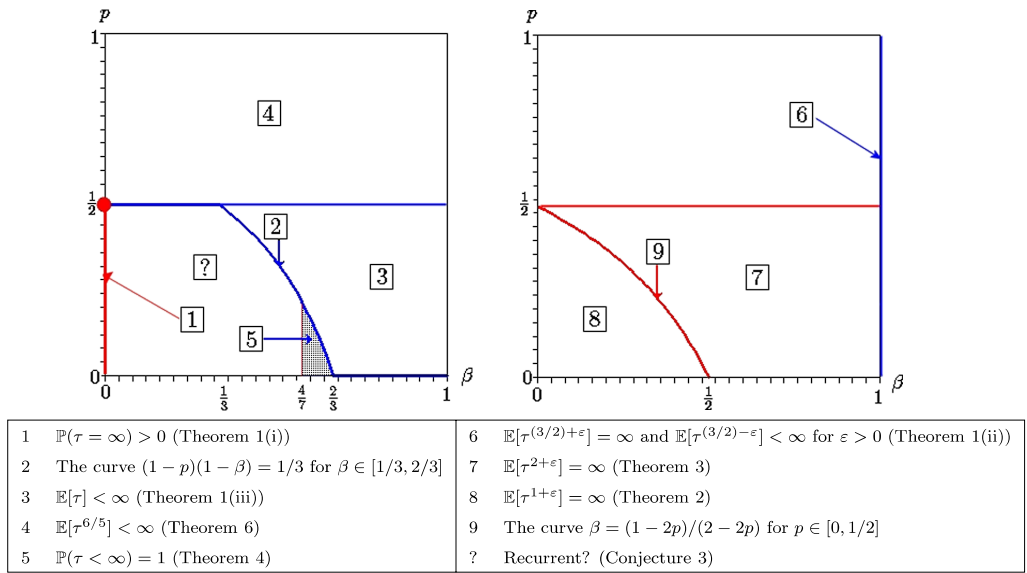 p
1
4
1/2
2
?
3
1
5
0
0
1/3
4/7
2/3
1
β
p
1
6
1/2
9
7
8
0
0
1/2
1
β
1 ℙ(τ = ∞) > 0 (Theorem 1(i))
2 The curve (1 − p)(1 − β) = 1/3 for β ∈ [1/3, 2/3]
3 𝔼[τ] < ∞ (Theorem 1(iii))
4 𝔼[τ^{6/5}] < ∞ (Theorem 6)
5 ℙ(τ < ∞) = 1 (Theorem 4)
6 𝔼[τ^{(3/2)+ε}] = ∞ and 𝔼[τ^{(3/2)−ε}] < ∞ for ε > 0 (Theorem 1(ii))
7 𝔼[τ^{2+ε}] = ∞ (Theorem 3)
8 𝔼[τ^{1+ε}] = ∞ (Theorem 2)
9 The curve β = (1 − 2p)/(2 − 2p) for p ∈ [0, 1/2]
? Recurrent? (Conjecture 3)